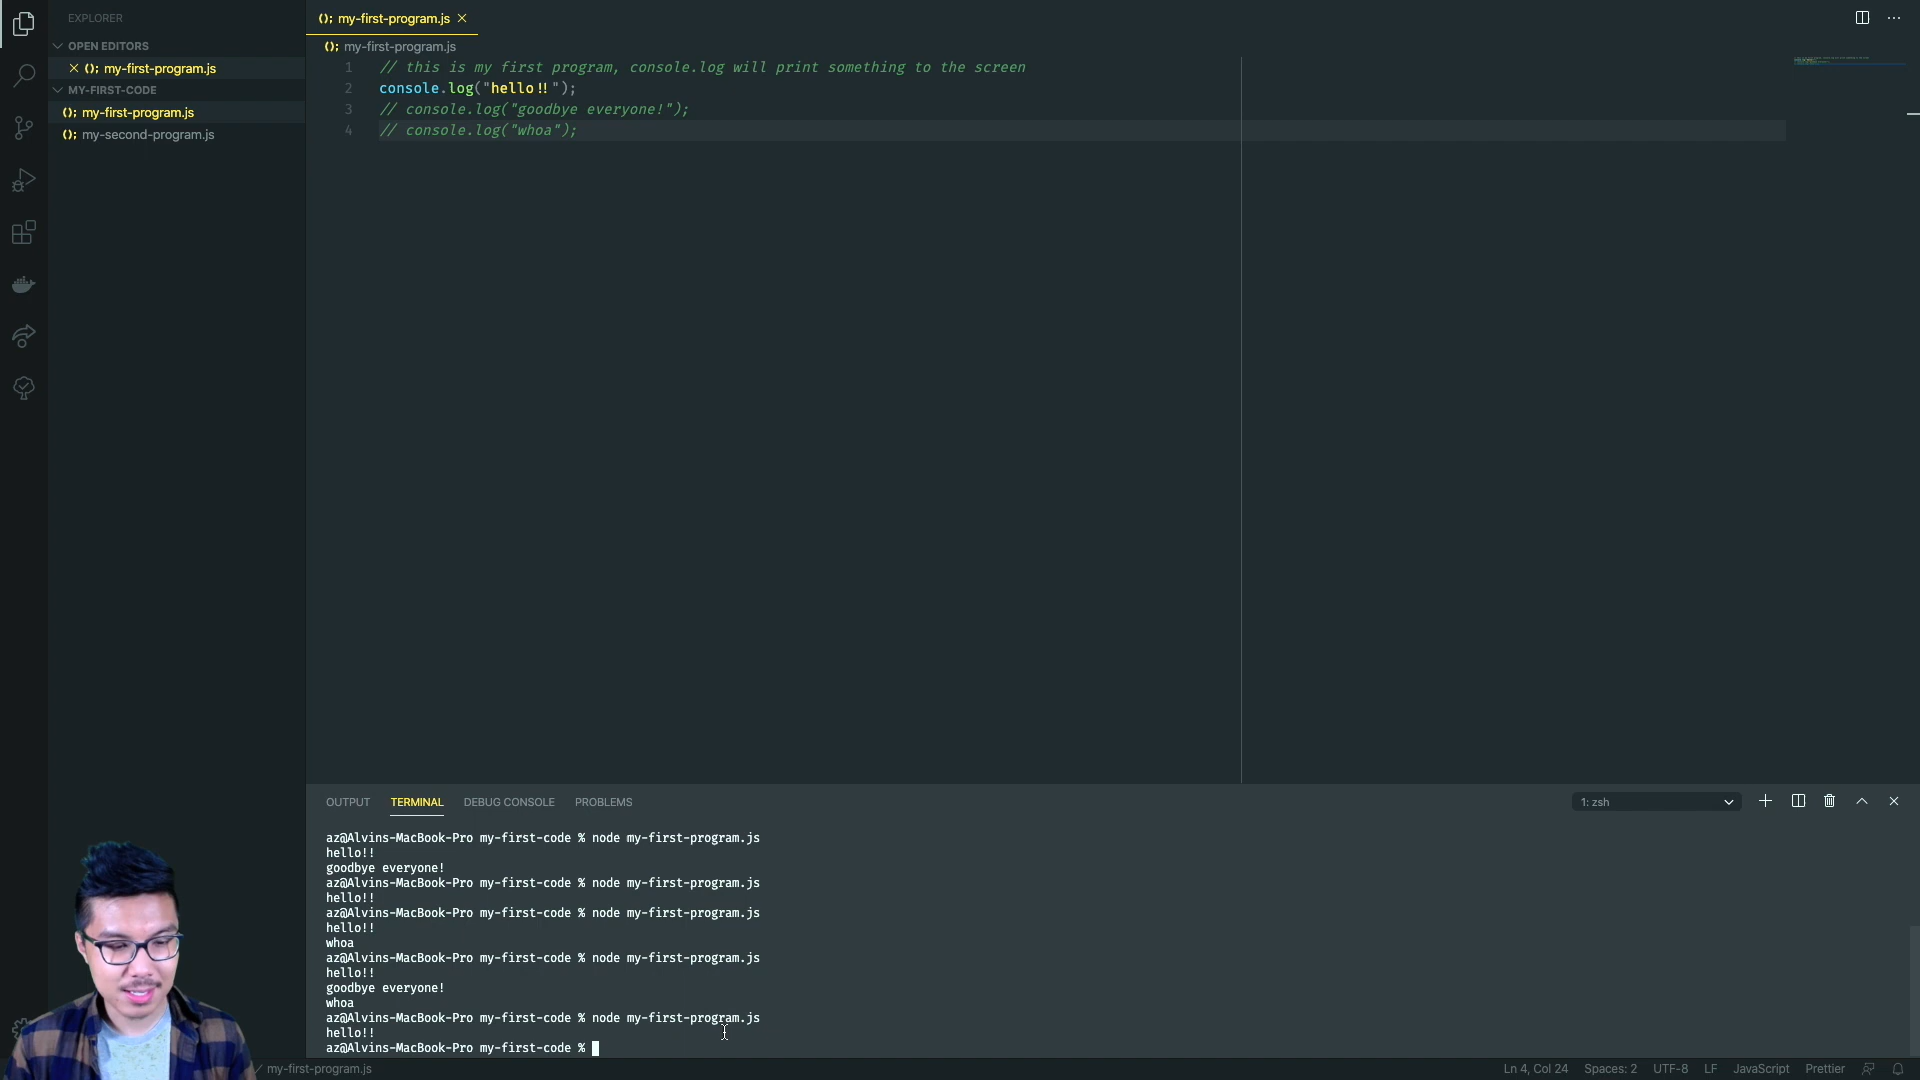 EXPLORER
OPEN EDITORS
(); my-first-program.js
MY-FIRST-CODE
(); my-first-program.js
(); my-second-program.js
(); my-first-program.js
(); my-first-program.js
1 // this is my first program, console.log will print something to the screen
2 console.log("hello!!");
3 // console.log("goodbye everyone!");
4 // console.log("whoa");
OUTPUT TERMINAL DEBUG CONSOLE PROBLEMS
1: zsh
az@Alvins-MacBook-Pro my-first-code % node my-first-program.js
hello!!
goodbye everyone!
az@Alvins-MacBook-Pro my-first-code % node my-first-program.js
hello!!
az@Alvins-MacBook-Pro my-first-code % node my-first-program.js
hello!!
whoa
az@Alvins-MacBook-Pro my-first-code % node my-first-program.js
hello!!
goodbye everyone!
whoa
az@Alvins-MacBook-Pro my-first-code % node my-first-program.js
hello!!
az@Alvins-MacBook-Pro my-first-code %
my-first-program.js
Ln 4, Col 24 Spaces: 2 UTF-8 LF JavaScript Prettier